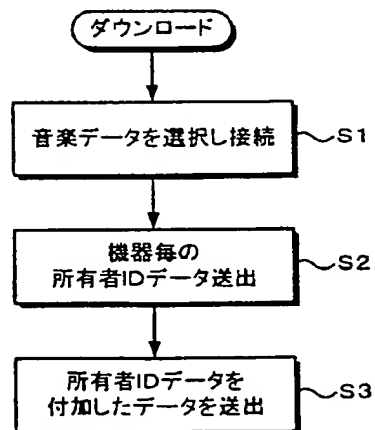 ダウンロード
音楽データを選択し接続 S1
機器毎の
所有者IDデータ送出 S2
所有者IDデータを
付加したデータを送出 S3